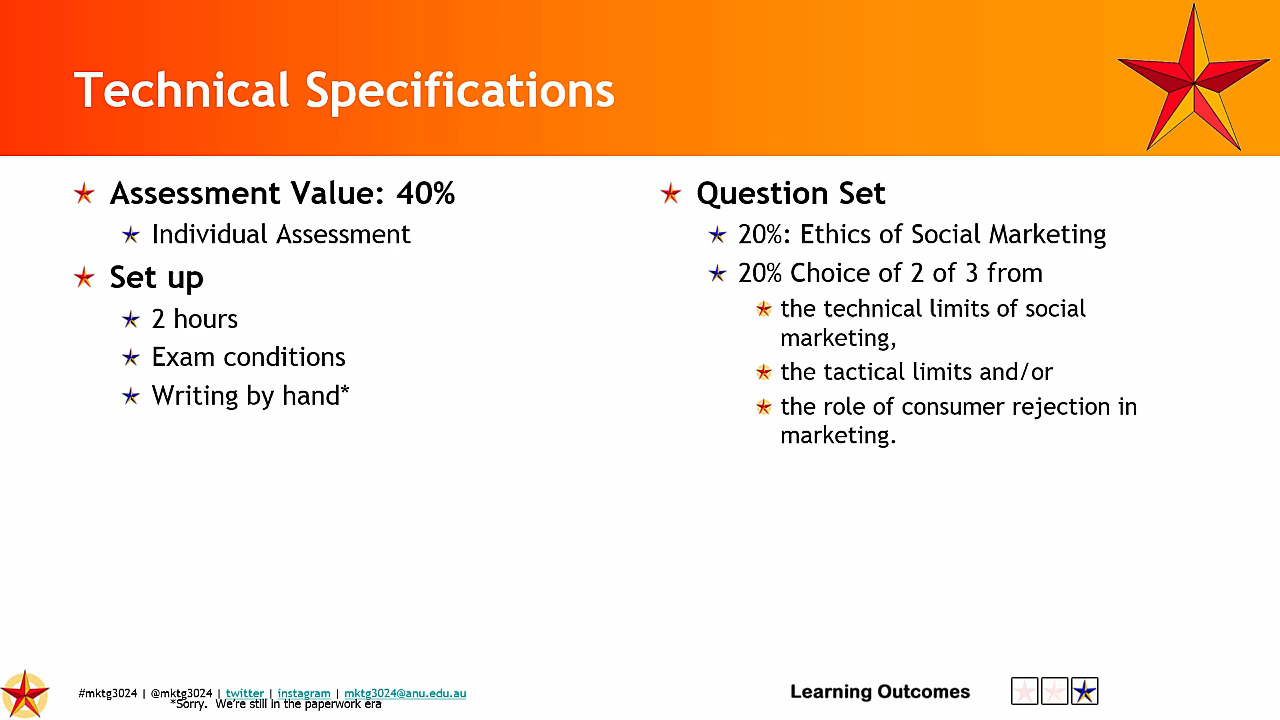 Technical Specifications
Assessment Value: 40%
Individual Assessment
Set up
2 hours
Exam conditions
Writing by hand*
Question Set
20%: Ethics of Social Marketing
20% Choice of 2 of 3 from
the technical limits of social
marketing,
the tactical limits and/or
the role of consumer rejection in
marketing.
#mktg3024 | @mktg3024 | twitter | instagram | mktg3024@anu.edu.au
*Sorry. We're still in the paperwork era
Learning Outcomes